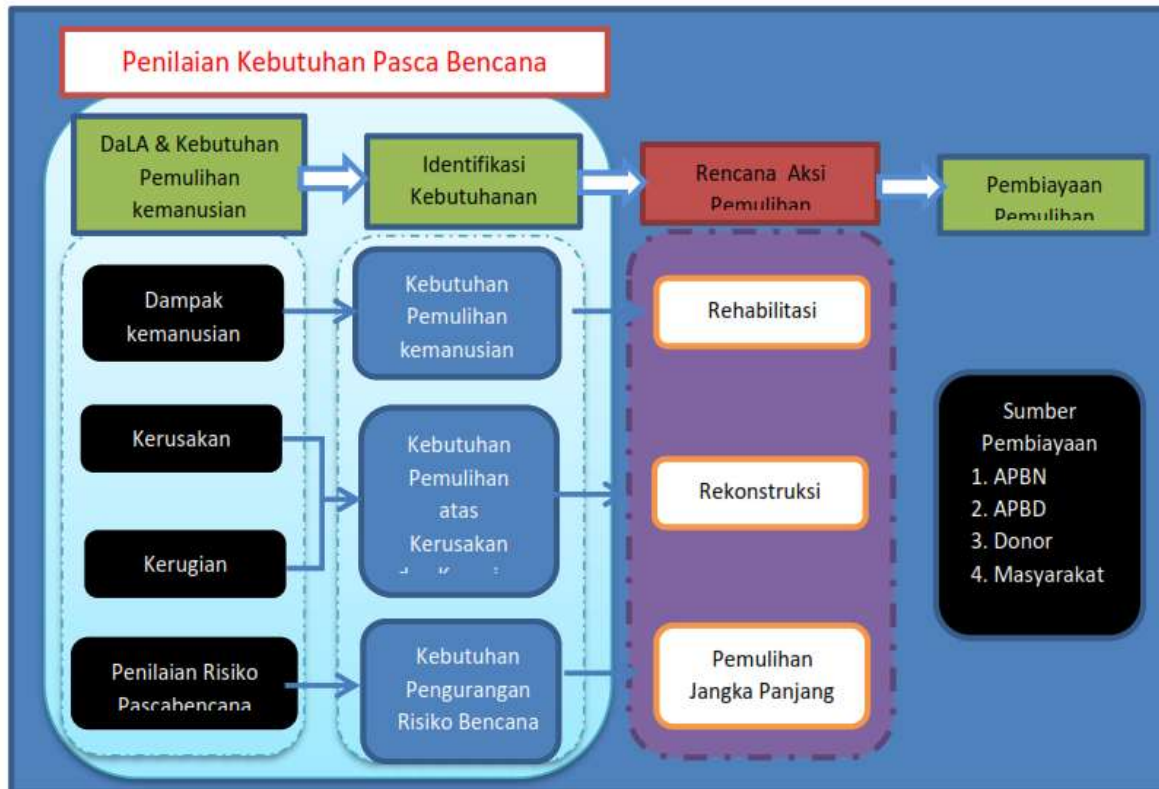 Penilaian Kebutuhan Pasca Bencana
DaLA & Kebutuhan
Pemulihan
kemanusian
Identifikasi
Kebutuhanan
Rencana Aksi
Pemulihan
Pembiayaan
Pemulihan
Dampak
kemanusian
Kebutuhan
Pemulihan
kemanusian
Rehabilitasi
Kerusakan
Kerugian
Kebutuhan
Pemulihan
atas
Kerusakan
Rekonstruksi
Penilaian Risiko
Pascabencana
Kebutuhan
Pengurangan
Risiko Bencana
Pemulihan
Jangka Panjang
Sumber
Pembiayaan
1. APBN
2. APBD
3. Donor
4. Masyarakat